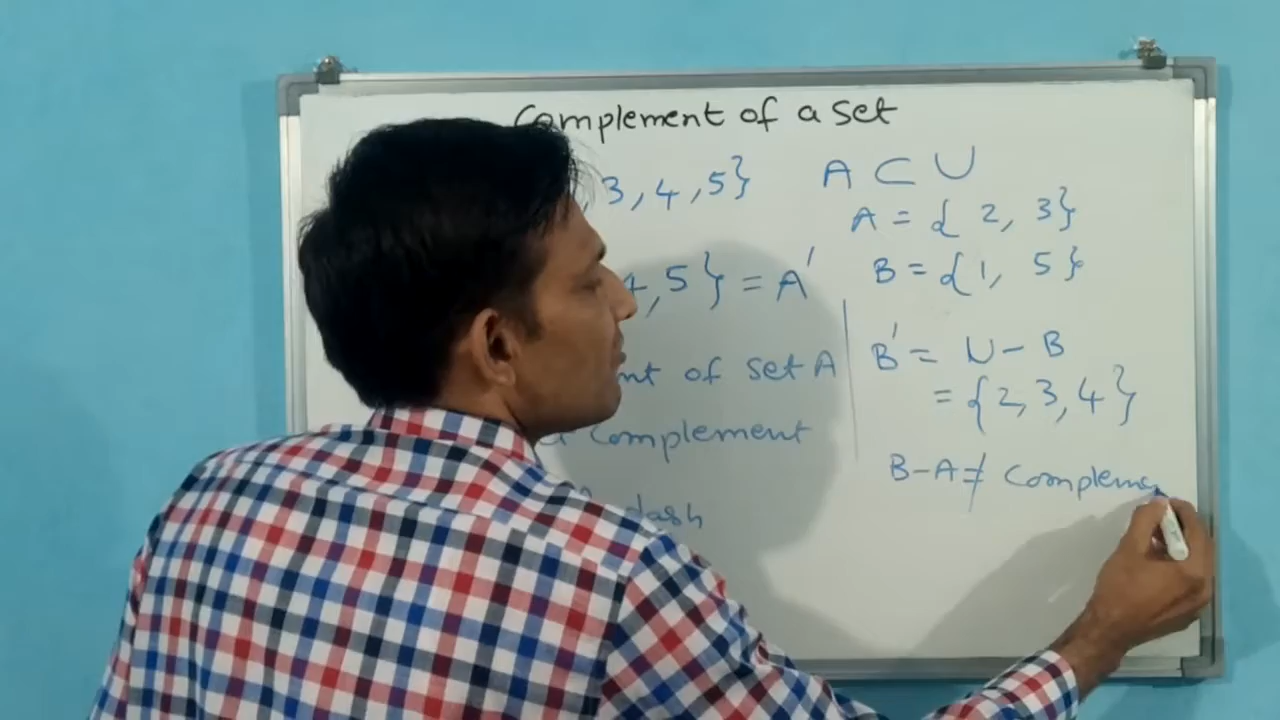 Complement of a set
, 3, 4, 5}
4, 5} = A'
of set A
Complement
dash
A ⊂ U
A = { 2, 3}
B = {1, 5}
B' = U - B
= {2, 3, 4}
B - A ≠ Compleme